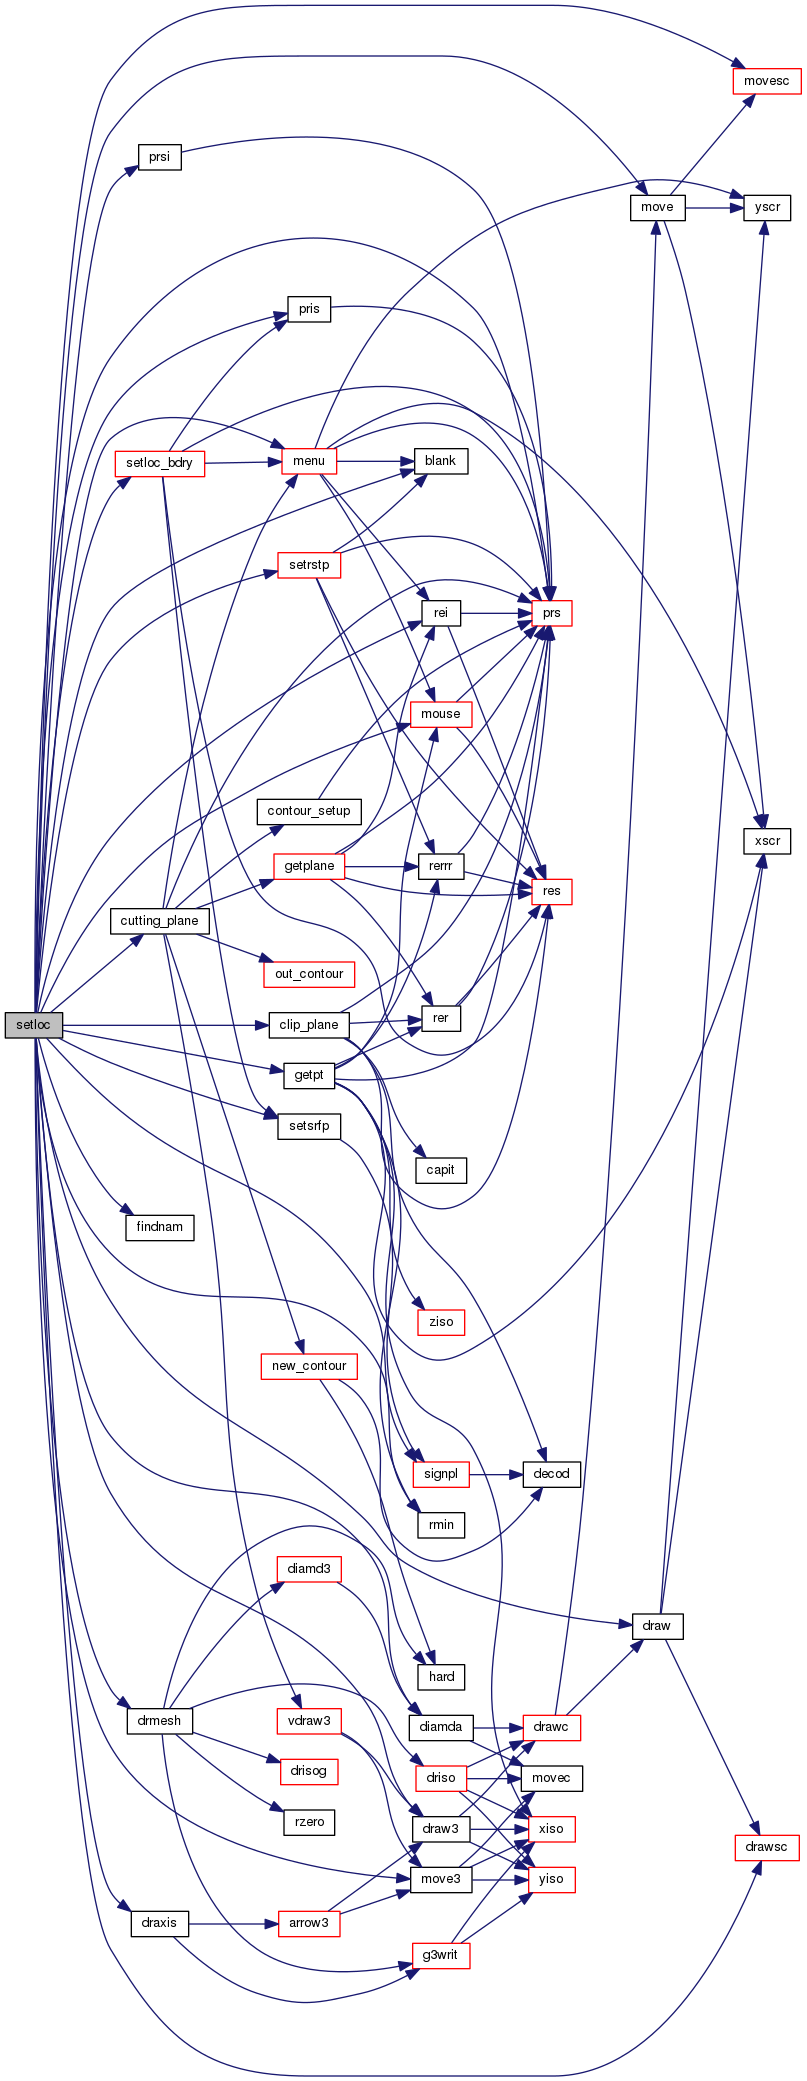 movesc
prsi
move
yscr
pris
setloc_bdry
menu
blank
setrstp
rei
prs
mouse
contour_setup
xscr
getplane
rerrr
res
cutting_plane
out_contour
setloc
clip_plane
rer
getpt
setsrfp
capit
findnam
ziso
new_contour
signpl
decod
rmin
diamd3
draw
hard
drmesh
vdraw3
diamda
drawc
drisog
driso
movec
rzero
draw3
xiso
drawsc
move3
yiso
draxis
arrow3
g3writ